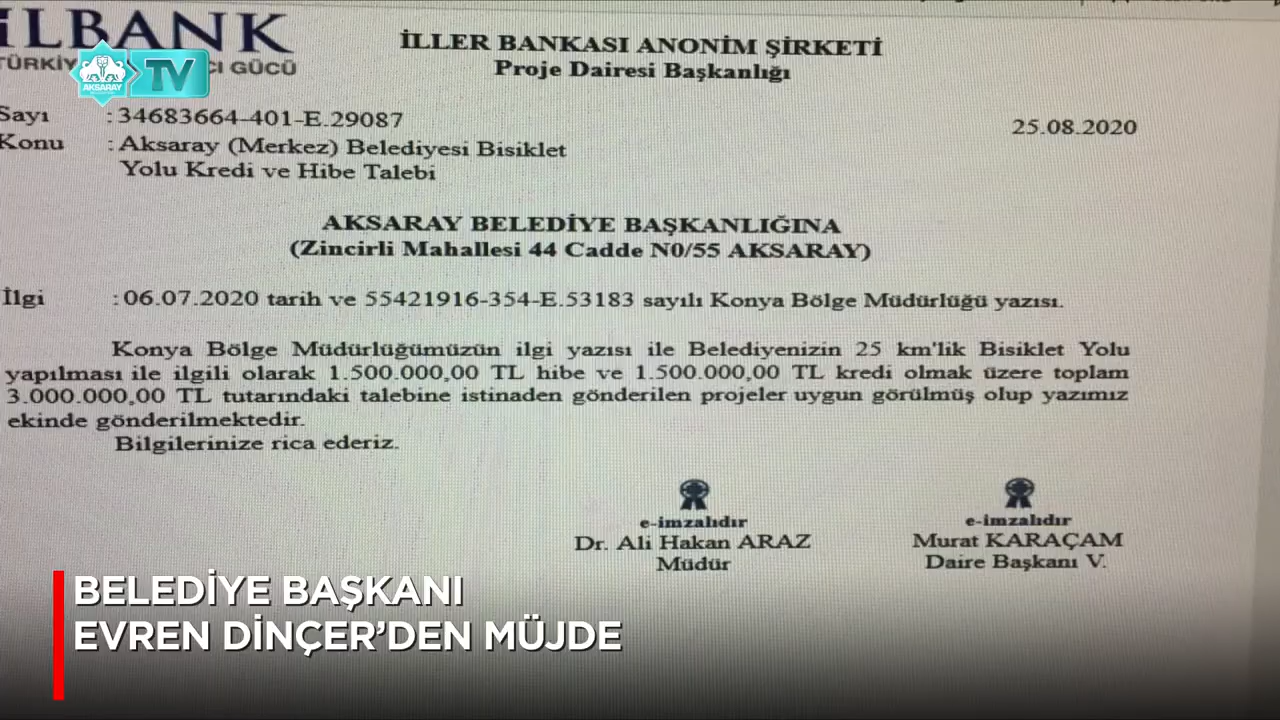 İLBANK
TÜRKİY CI GÜCÜ
AKSARAY
TV
İLLER BANKASI ANONİM ŞİRKETİ
Proje Dairesi Başkanlığı
Sayı :34683664-401-E.29087
25.08.2020
Konu :Aksaray (Merkez) Belediyesi Bisiklet
Yolu Kredi ve Hibe Talebi
AKSARAY BELEDİYE BAŞKANLIĞINA
(Zincirli Mahallesi 44 Cadde N0/55 AKSARAY)
İlgi :06.07.2020 tarih ve 55421916-354-E.53183 sayılı Konya Bölge Müdürlüğü yazısı.
Konya Bölge Müdürlüğümüzün ilgi yazısı ile Belediyenizin 25 km'lik Bisiklet Yolu
yapılması ile ilgili olarak 1.500.000,00 TL hibe ve 1.500.000,00 TL kredi olmak üzere toplam
3.000.000,00 TL tutarındaki talebine istinaden gönderilen projeler uygun görülmüş olup yazımız
ekinde gönderilmektedir.
Bilgilerinize rica ederiz.
e-imzalıdır
Dr. Ali Hakan ARAZ
Müdür
e-imzalıdır
Murat KARAÇAM
Daire Başkanı V.
BELEDİYE BAŞKANI
EVREN DİNÇER'DEN MÜJDE